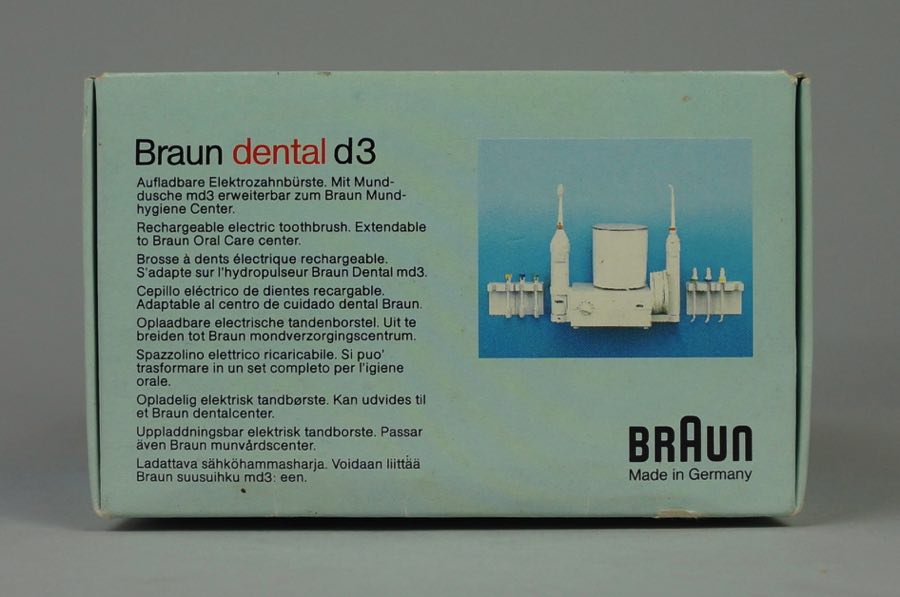 Braun dental d3
Aufladbare Elektrozahnbürste. Mit Mund-
dusche md3 erweiterbar zum Braun Mund-
hygiene Center.
Rechargeable electric toothbrush. Extendable
to Braun Oral Care center.
Brosse à dents électrique rechargeable.
S'adapte sur l'hydropulseur Braun Dental md3.
Cepillo eléctrico de dientes recargable.
Adaptable al centro de cuidado dental Braun.
Oplaadbare electrische tandenborstel. Uit te
breiden tot Braun mondverzorgingscentrum.
Spazzolino elettrico ricaricabile. Si puo'
trasformare in un set completo per l'igiene
orale.
Opladelig elektrisk tandbørste. Kan udvides til
et Braun dentalcenter.
Uppladdningsbar elektrisk tandborste. Passar
även Braun munvårdscenter.
Ladattava sähköhammasharja. Voidaan liittää
Braun suusuihku md3: een.
BRAUN
Made in Germany